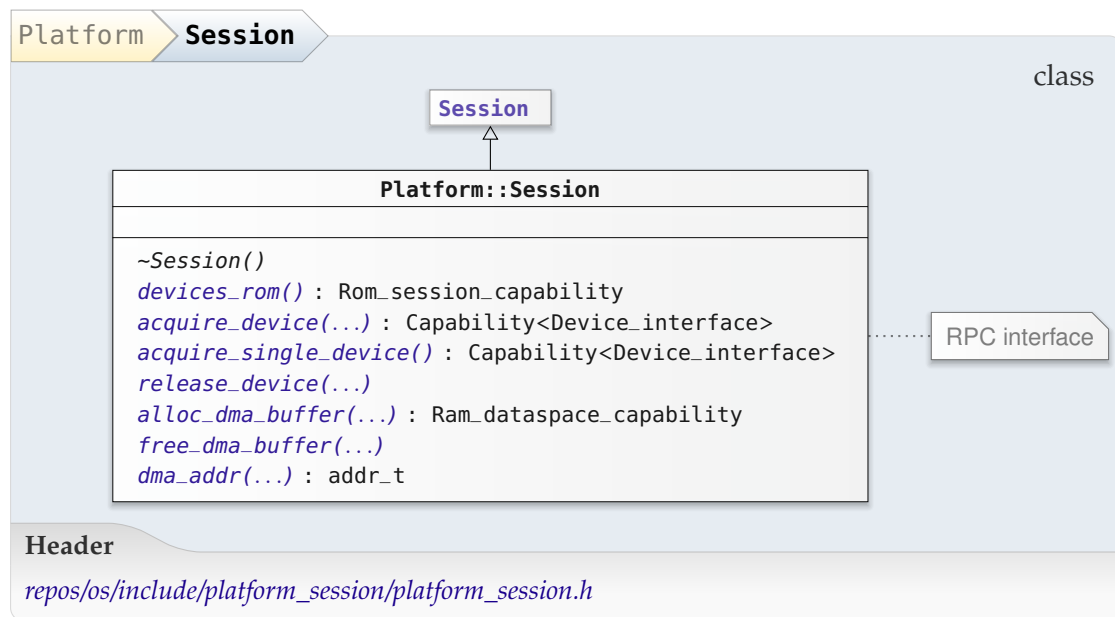 Platform Session
class
Session
Platform::Session
~Session()
devices_rom() : Rom_session_capability
acquire_device(...) : Capability<Device_interface>
acquire_single_device() : Capability<Device_interface>
release_device(...)
alloc_dma_buffer(...) : Ram_dataspace_capability
free_dma_buffer(...)
dma_addr(...) : addr_t
RPC interface
Header
repos/os/include/platform_session/platform_session.h